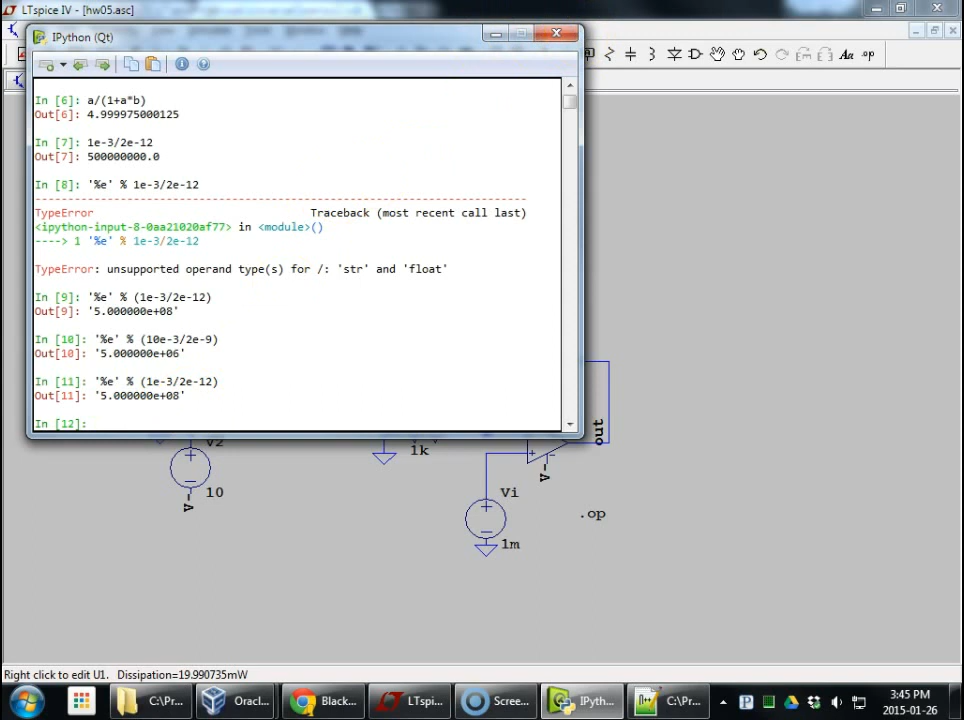 LTspice IV - [hw05.asc]
IPython (Qt)
Aa .op
In [6]: a/(1+a*b)
Out[6]: 4.999975000125
In [7]: 1e-3/2e-12
Out[7]: 500000000.0
In [8]: '%e' % 1e-3/2e-12
---------------------------------------------------------------------------
TypeError Traceback (most recent call last)
<ipython-input-8-0aa21020af77> in <module>()
----> 1 '%e' % 1e-3/2e-12
TypeError: unsupported operand type(s) for /: 'str' and 'float'
In [9]: '%e' % (1e-3/2e-12)
Out[9]: '5.000000e+08'
In [10]: '%e' % (10e-3/2e-9)
Out[10]: '5.000000e+06'
In [11]: '%e' % (1e-3/2e-12)
Out[11]: '5.000000e+08'
In [12]:
out
V2
1k
V-
Vi
10
V-
.op
1m
Right click to edit U1. Dissipation=19.990735mW
C:\Pr... Oracl... Black... LTspi... Scree... IPyth... C:\Pr...
3:45 PM
2015-01-26